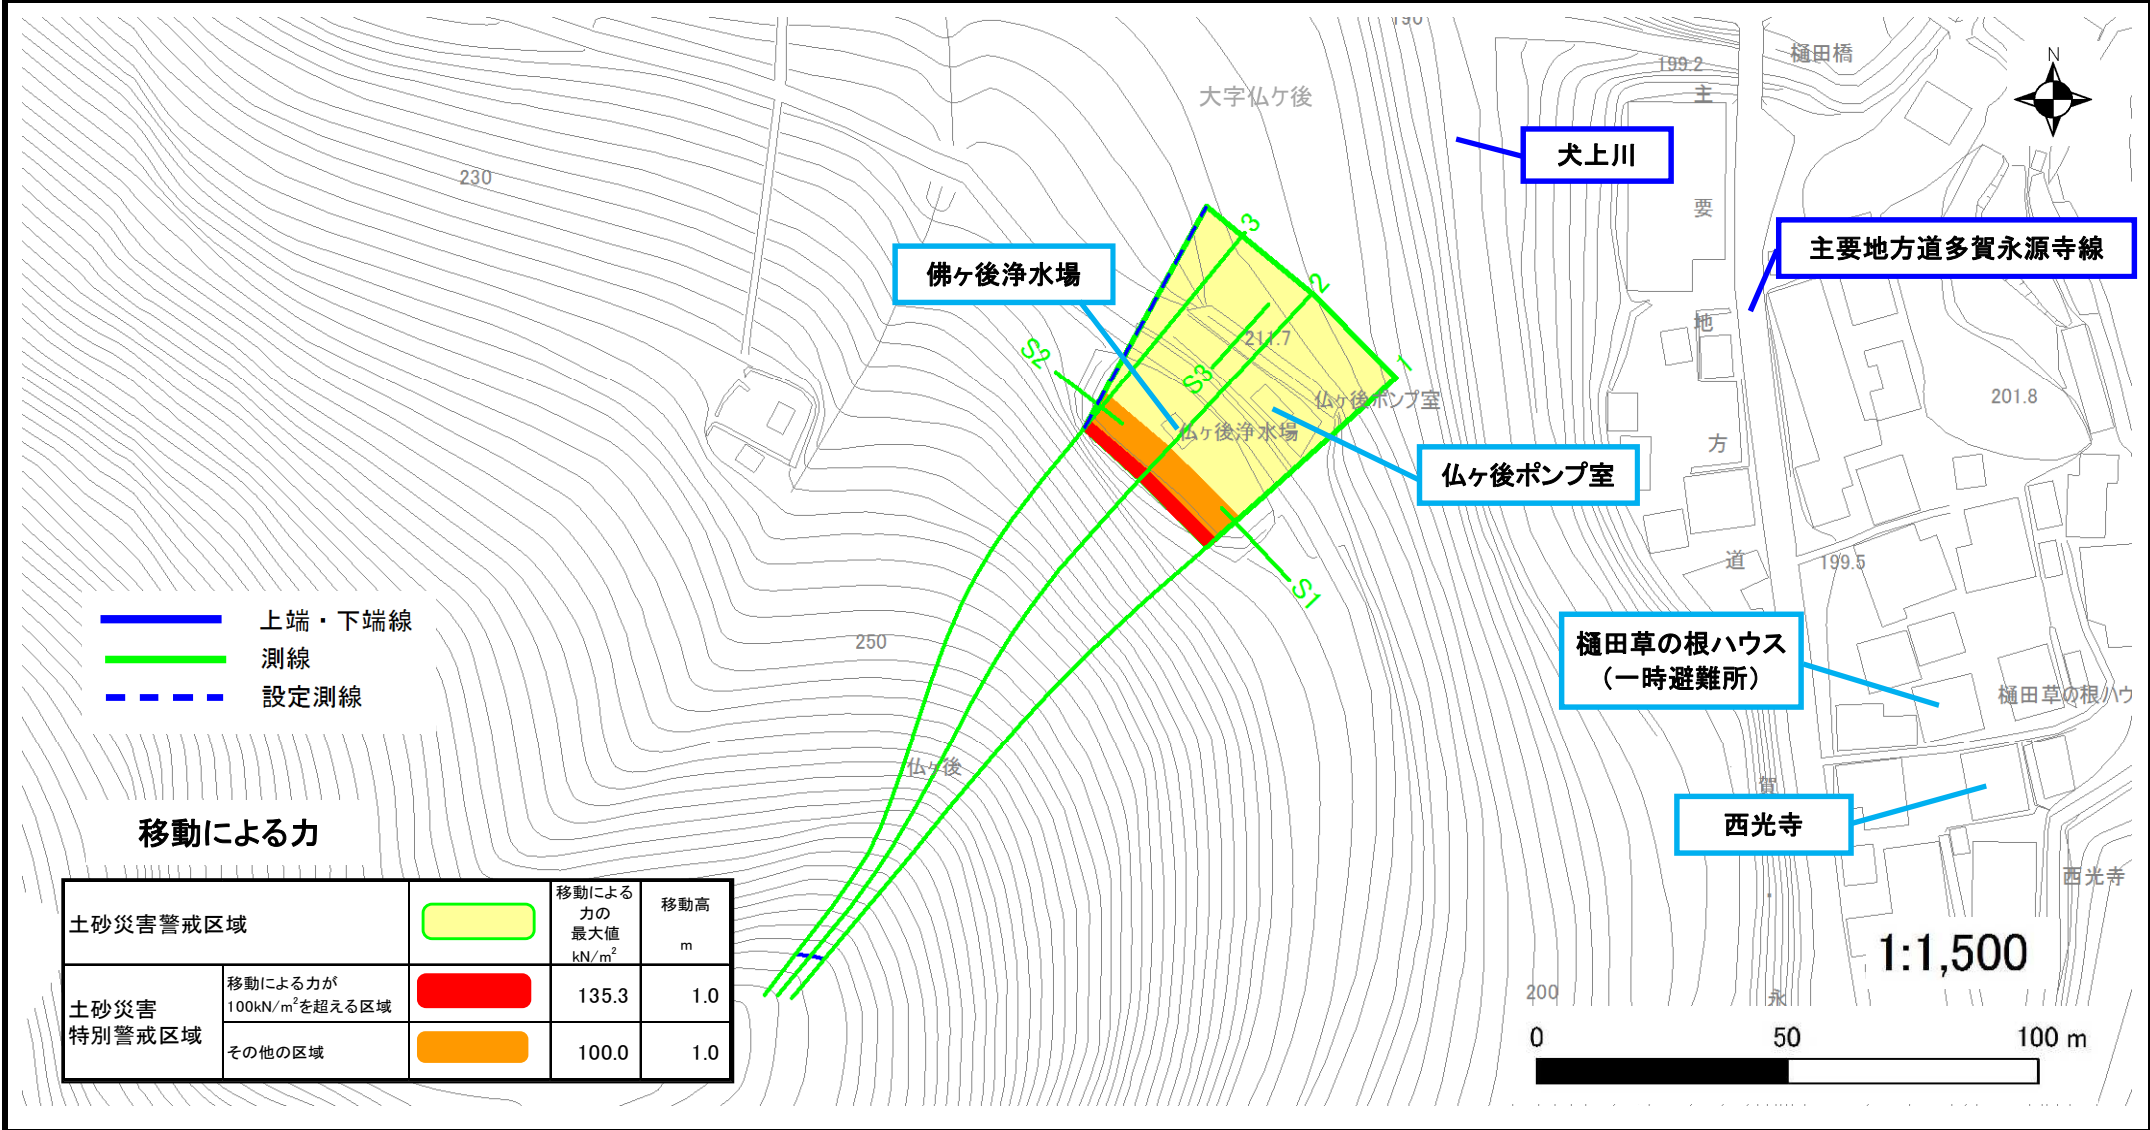 190
樋田橋
199.2
N
大字仏ケ後
主
犬上川
230
要
主要地方道多賀永源寺線
3
佛ヶ後浄水場
2
地
211.7
S2
S3
1
仏ヶ後ポンプ室
201.8
仏ヶ後浄水場
方
仏ヶ後ポンプ室
道
199.5
S1
上端・下端線
測線
設定測線
250
樋田草の根ハウス
（一時避難所）
樋田草の根ハウ
仏ヶ後
賀
西光寺
西光寺
移動による力
土砂災害警戒区域
移動による
力の
最大値
kN/m²
移動高
m
土砂災害
特別警戒区域
移動による力が
100kN/m²を超える区域
135.3
1.0
その他の区域
100.0
1.0
1:1,500
200
永
0 50 100 m